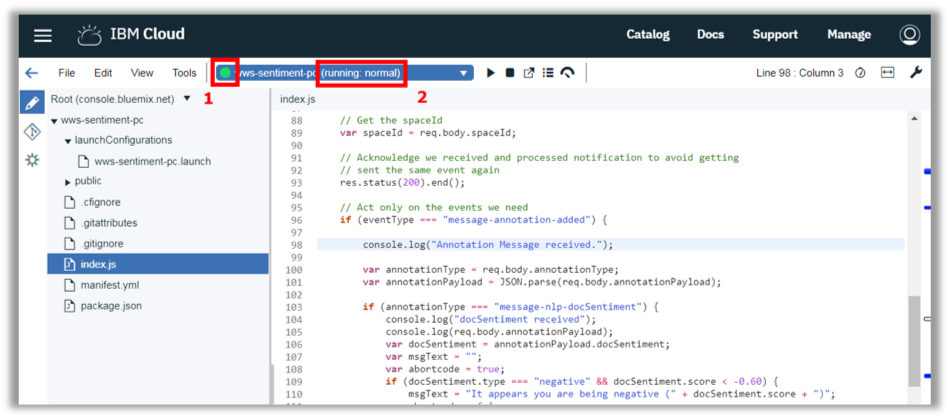 IBM Cloud
Catalog Docs Support Manage
File Edit View Tools wws-sentiment-pc (running: normal) Line 98 : Column 3
1 2
Root (console.bluemix.net)
wws-sentiment-pc
launchConfigurations
wws-sentiment-pc.launch
public
.cfignore
.gitattributes
.gitignore
index.js
manifest.yml
package.json
index.js
88 // Get the spaceId
89 var spaceId = req.body.spaceId;
90
91 // Acknowledge we received and processed notification to avoid getting
92 // sent the same event again
93 res.status(200).end();
94
95 // Act only on the events we need
96 if (eventType === "message-annotation-added") {
97
98 console.log("Annotation Message received.");
99
100 var annotationType = req.body.annotationType;
101 var annotationPayload = JSON.parse(req.body.annotationPayload);
102
103 if (annotationType === "message-nlp-docSentiment") {
104 console.log("docSentiment received");
105 console.log(req.body.annotationPayload);
106 var docSentiment = annotationPayload.docSentiment;
107 var msgText = "";
108 var abortcode = true;
109 if (docSentiment.type === "negative" && docSentiment.score < -0.60) {
110 msgText = "It appears you are being negative (" + docSentiment.score + ")";